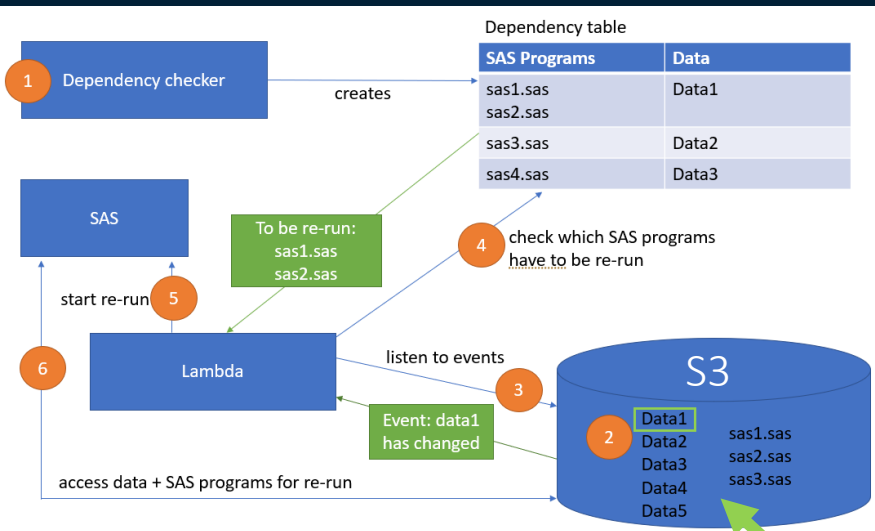 Dependency table
1
Dependency checker
creates
SAS Programs
Data
sas1.sas
sas2.sas
Data1
sas3.sas
Data2
sas4.sas
Data3
SAS
To be re-run:
sas1.sas
sas2.sas
4
check which SAS programs
have to be re-run
start re-run
5
6
Lambda
listen to events
3
Event: data1
has changed
S3
2
Data1
Data2
Data3
Data4
Data5
sas1.sas
sas2.sas
sas3.sas
access data + SAS programs for re-run